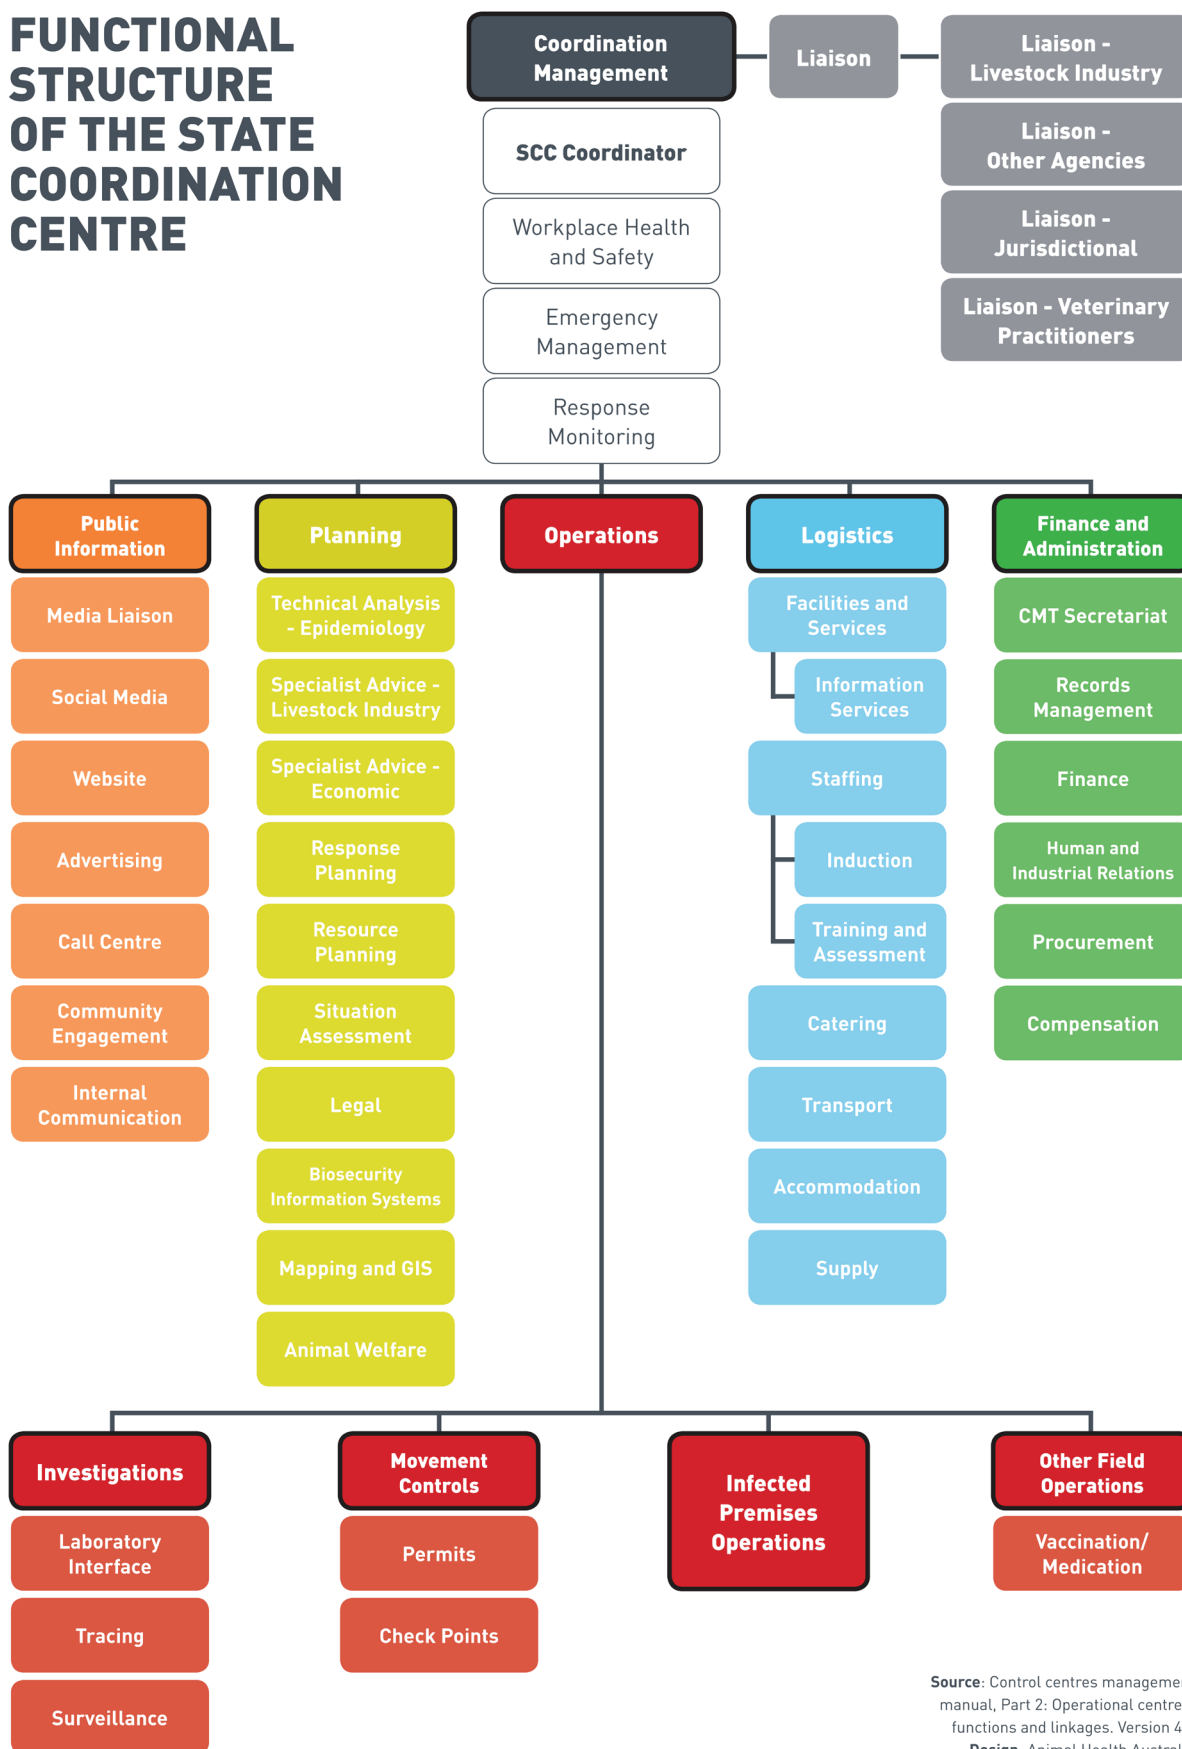 FUNCTIONAL
STRUCTURE
OF THE STATE
COORDINATION
CENTRE
Coordination
Management
Liaison
Liaison -
Livestock Industry
Liaison -
Other Agencies
Liaison -
Jurisdictional
Liaison - Veterinary
Practitioners
SCC Coordinator
Workplace Health
and Safety
Emergency
Management
Response
Monitoring
Public
Information
Media Liaison
Social Media
Website
Advertising
Call Centre
Community
Engagement
Internal
Communication
Planning
Technical Analysis
- Epidemiology
Specialist Advice -
Livestock Industry
Specialist Advice -
Economic
Response
Planning
Resource
Planning
Situation
Assessment
Legal
Biosecurity
Information Systems
Mapping and GIS
Animal Welfare
Operations
Logistics
Facilities and
Services
Information
Services
Staffing
Induction
Training and
Assessment
Catering
Transport
Accommodation
Supply
Finance and
Administration
CMT Secretariat
Records
Management
Finance
Human and
Industrial Relations
Procurement
Compensation
Investigations
Laboratory
Interface
Tracing
Surveillance
Movement
Controls
Permits
Check Points
Infected
Premises
Operations
Other Field
Operations
Vaccination/
Medication
Source: Control centres
manual, Part 2: Operational
functions and linkages. Version
Design: Animal Health